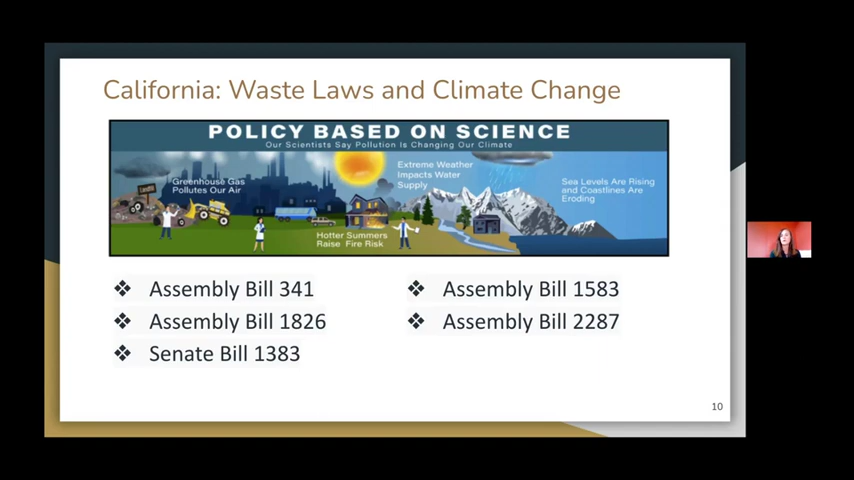 California: Waste Laws and Climate Change
POLICY BASED ON SCIENCE
Our Scientists Say Pollution Is Changing Our Climate
Greenhouse Gas
Pollutes Our Air
Extreme Weather
Impacts Water
Supply
Sea Levels Are Rising
and Coastlines Are
Eroding
Hotter Summers
Raise Fire Risk
❖ Assembly Bill 341
❖ Assembly Bill 1826
❖ Senate Bill 1383
❖ Assembly Bill 1583
❖ Assembly Bill 2287
10